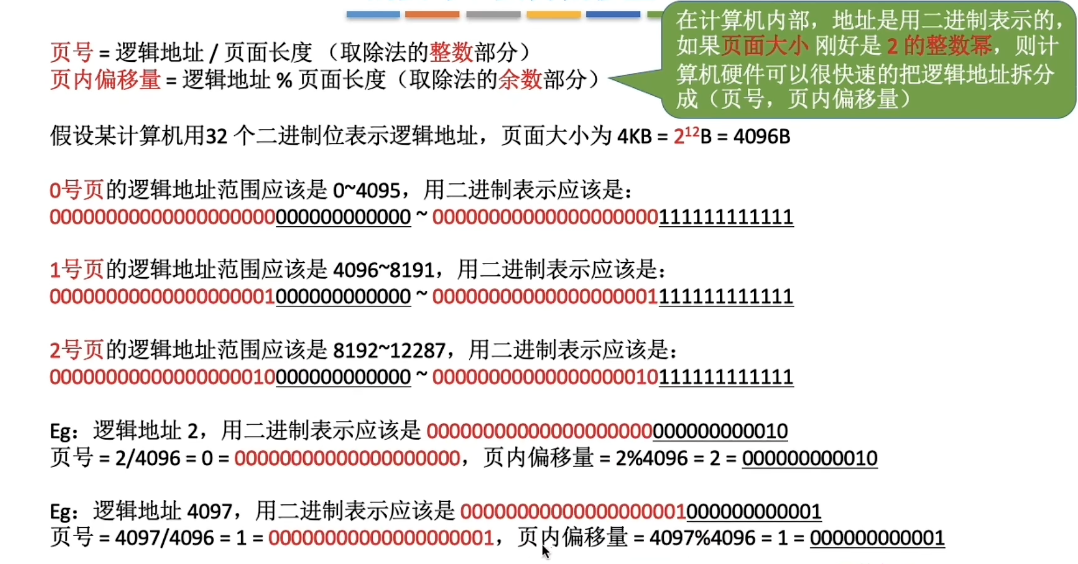 在计算机内部，地址是用二进制表示的，
如果页面大小 刚好是 2 的整数幂，则计
算机硬件可以很快速的把逻辑地址拆分
成（页号，页内偏移量）
页号 = 逻辑地址 / 页面长度 （取除法的整数部分）
页内偏移量 = 逻辑地址 % 页面长度（取除法的余数部分）
假设某计算机用32 个二进制位表示逻辑地址，页面大小为 4KB = 2¹²B = 4096B
0号页的逻辑地址范围应该是 0~4095，用二进制表示应该是：
00000000000000000000000000000000 ~ 00000000000000000000111111111111
1号页的逻辑地址范围应该是 4096~8191，用二进制表示应该是：
00000000000000000001000000000000 ~ 00000000000000000001111111111111
2号页的逻辑地址范围应该是 8192~12287，用二进制表示应该是：
00000000000000000010000000000000 ~ 00000000000000000010111111111111
Eg：逻辑地址 2，用二进制表示应该是 00000000000000000000000000000010
页号 = 2/4096 = 0 = 00000000000000000000，页内偏移量 = 2%4096 = 2 = 000000000010
Eg：逻辑地址 4097，用二进制表示应该是 00000000000000000001000000000001
页号 = 4097/4096 = 1 = 00000000000000000001，页内偏移量 = 4097%4096 = 1 = 000000000001